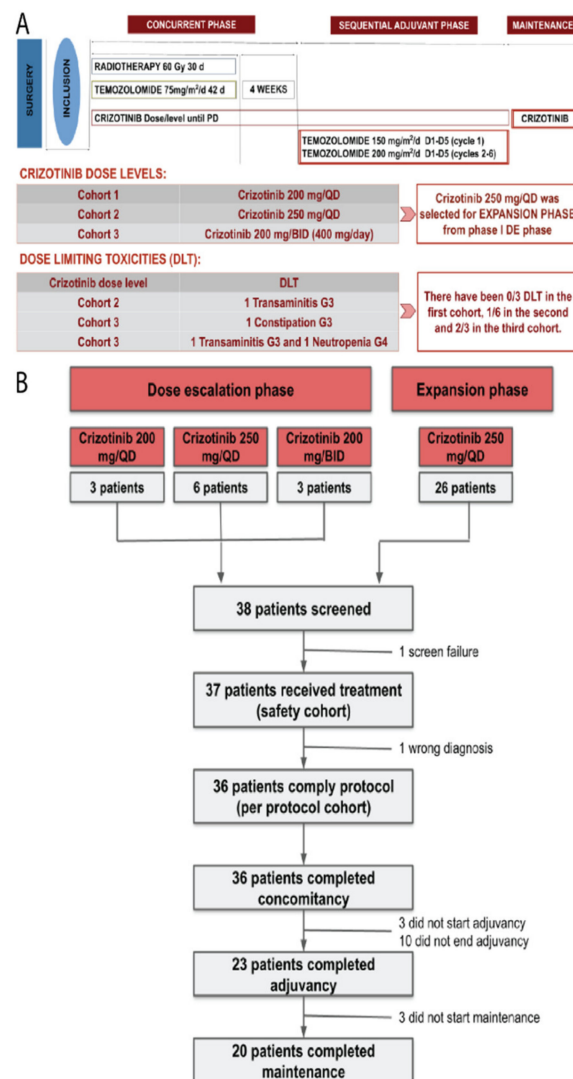 A
CONCURRENT PHASE
SEQUENTIAL ADJUVANT PHASE
MAINTENANCE
SURGERY
INCLUSION
RADIOTHERAPY 60 Gy 30 d
TEMOZOLOMIDE 75mg/m²/d 42 d
4 WEEKS
CRIZOTINIB Dose/level until PD
CRIZOTINIB
TEMOZOLOMIDE 150 mg/m²/d D1-D5 (cycle 1)
TEMOZOLOMIDE 200 mg/m²/d D1-D5 (cycles 2-6)
CRIZOTINIB DOSE LEVELS:
Cohort 1 Crizotinib 200 mg/QD
Cohort 2 Crizotinib 250 mg/QD
Cohort 3 Crizotinib 200 mg/BID (400 mg/day)
Crizotinib 250 mg/QD was
selected for EXPANSION PHASE
from phase I DE phase
DOSE LIMITING TOXICITIES (DLT):
Crizotinib dose level DLT
Cohort 2 1 Transaminitis G3
Cohort 3 1 Constipation G3
Cohort 3 1 Transaminitis G3 and 1 Neutropenia G4
There have been 0/3 DLT in the
first cohort, 1/6 in the second
and 2/3 in the third cohort.
B
Dose escalation phase
Expansion phase
Crizotinib 200
mg/QD
Crizotinib 250
mg/QD
Crizotinib 200
mg/BID
Crizotinib 250
mg/QD
3 patients
6 patients
3 patients
26 patients
38 patients screened
1 screen failure
37 patients received treatment
(safety cohort)
1 wrong diagnosis
36 patients comply protocol
(per protocol cohort)
36 patients completed
concomitancy
3 did not start adjuvancy
10 did not end adjuvancy
23 patients completed
adjuvancy
3 did not start maintenance
20 patients completed
maintenance